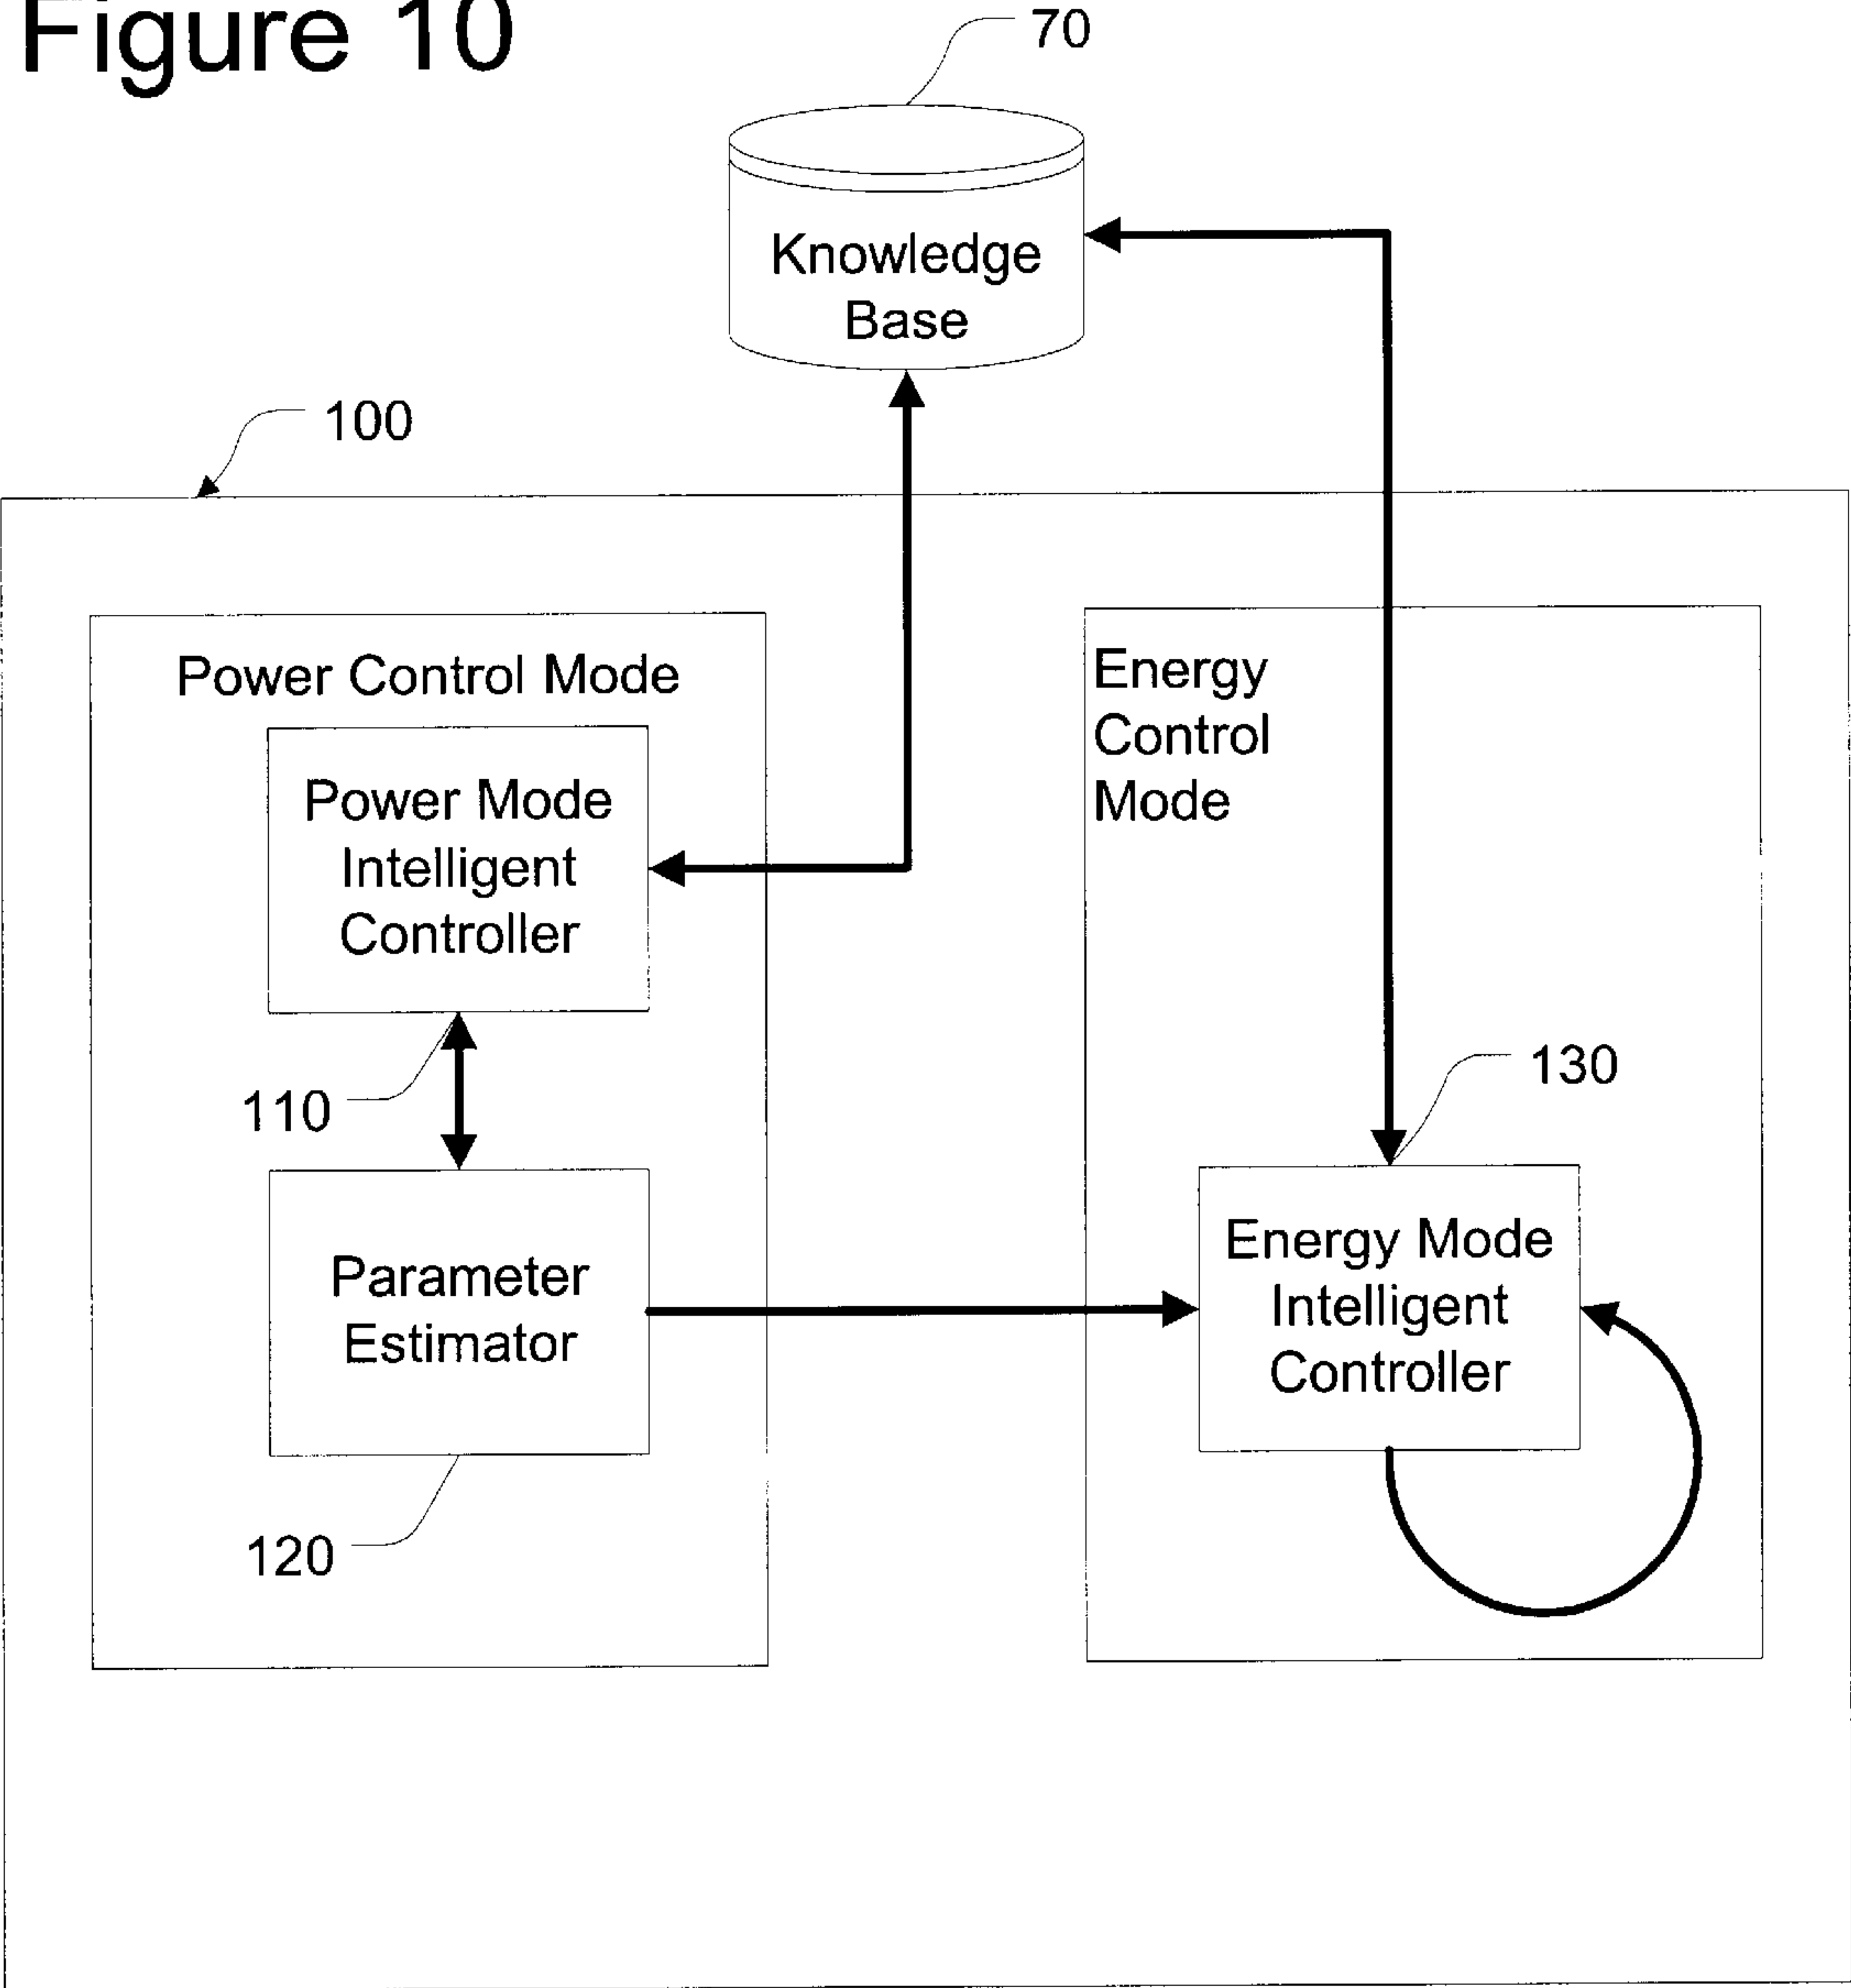 Figure 10
70
Knowledge
Base
100
Power Control Mode
Power Mode
Intelligent
Controller
110
Parameter
Estimator
120
Energy
Control
Mode
130
Energy Mode
Intelligent
Controller